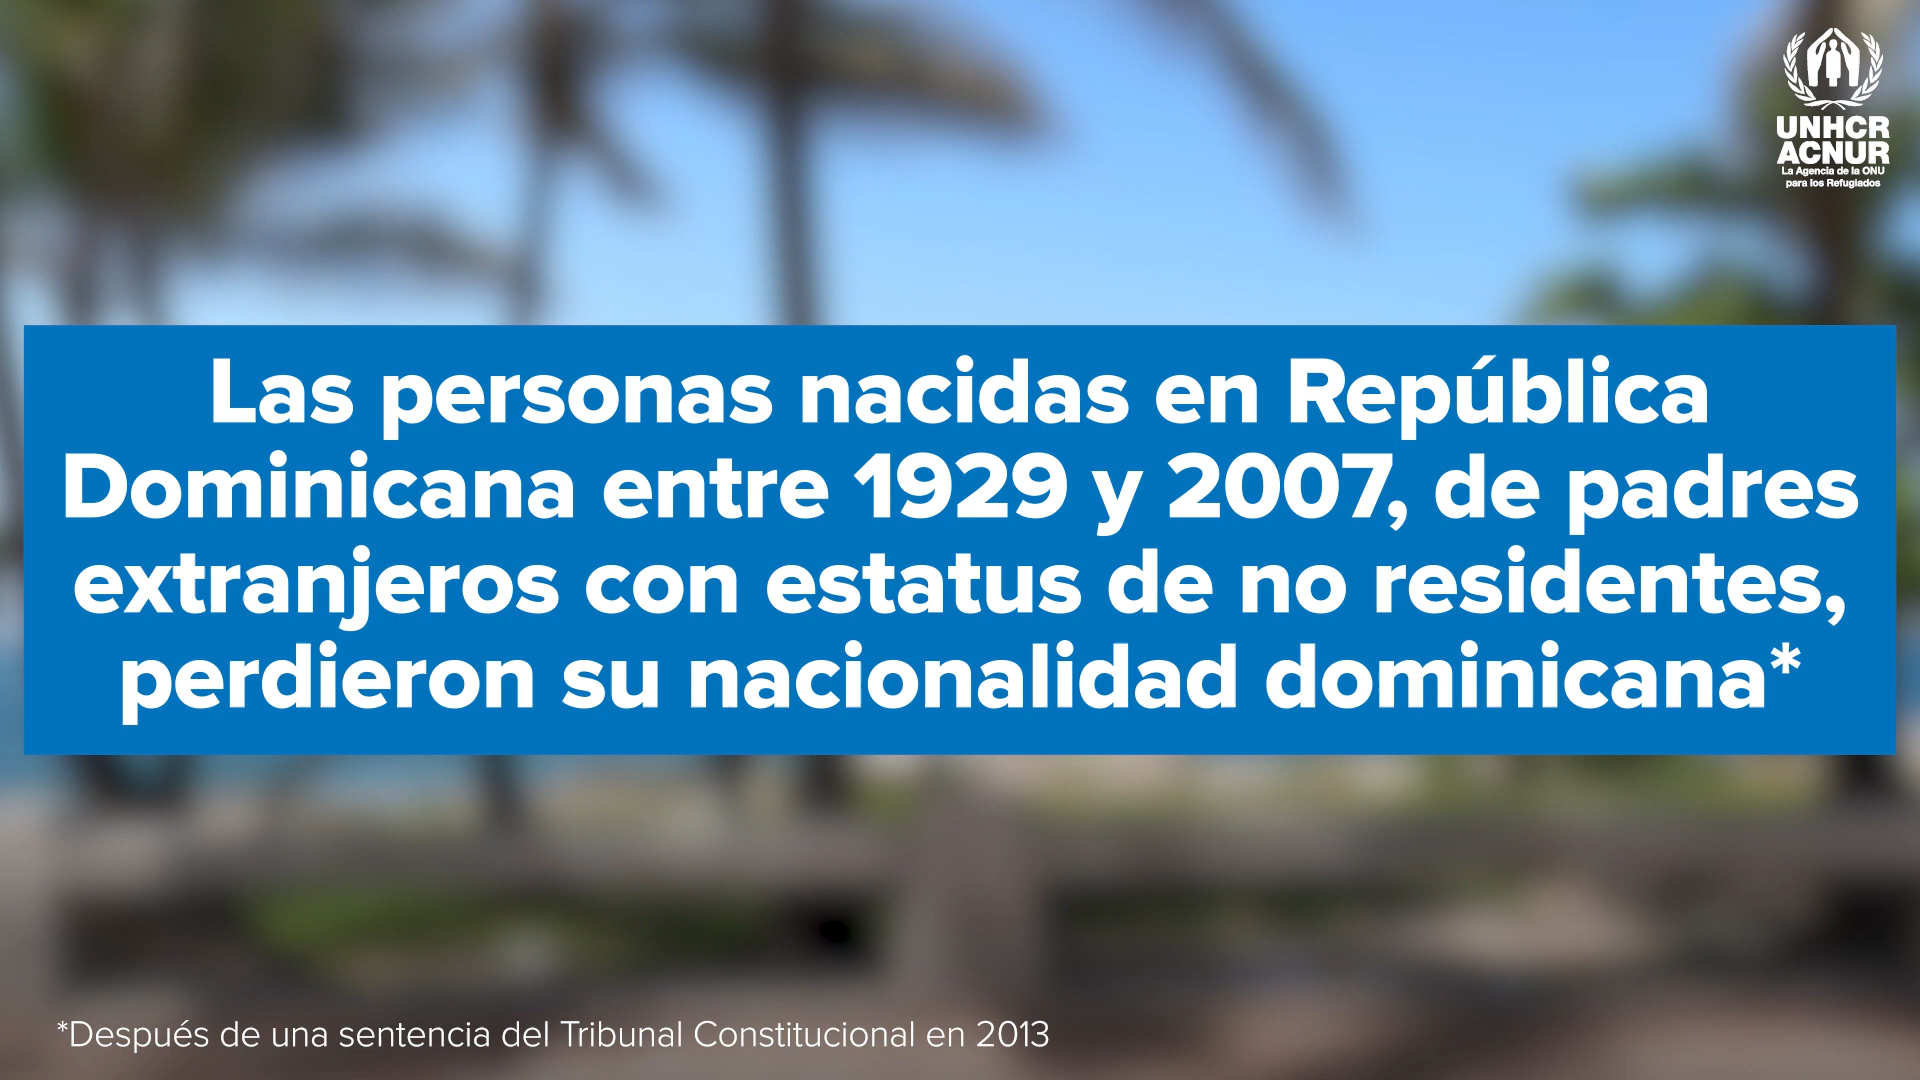 UNHCR
ACNUR
La Agencia de la ONU
para los Refugiados
Las personas nacidas en República
Dominicana entre 1929 y 2007, de padres
extranjeros con estatus de no residentes,
perdieron su nacionalidad dominicana*
*Después de una sentencia del Tribunal Constitucional en 2013